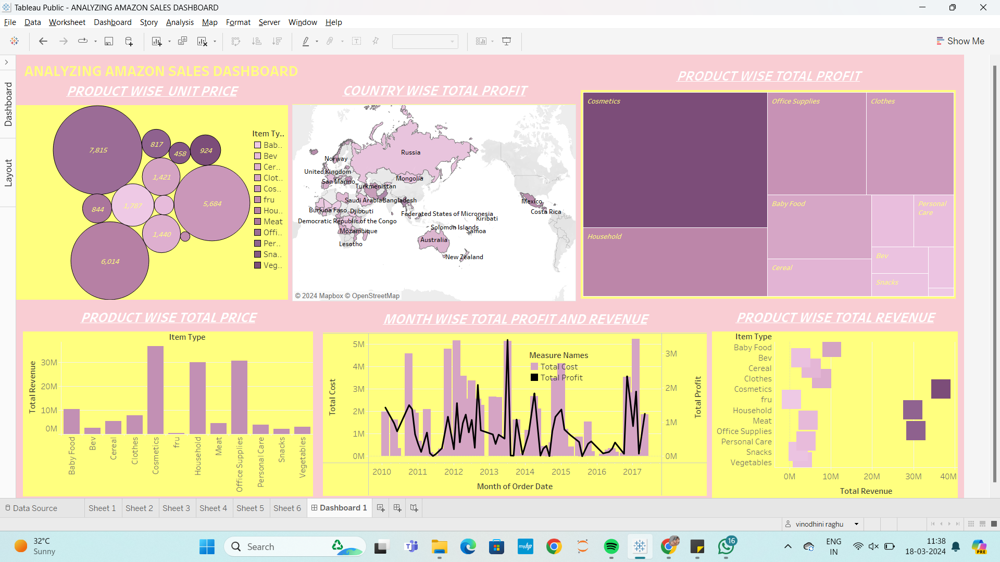 Tableau Public - ANALYZING AMAZON SALES DASHBOARD
File Data Worksheet Dashboard Story Analysis Map Format Server Window Help
Show Me
Dashboard
Layout
ANALYZING AMAZON SALES DASHBOARD
PRODUCT WISE UNIT PRICE
7,815
817
458
924
1,421
5,684
844
1,787
1,440
6,014
Item Ty..
Bab..
Bev
Cer..
Clot..
Cos..
fru
Hou..
Meat
Offi..
Per..
Sna..
Veg..
COUNTRY WISE TOTAL PROFIT
Russia
Norway
United Kingdom
Mongolia
San Marino
Turkmenistan
Saudi Arabia
Bangladesh
Mexico
Burkina Faso
Djibouti
Costa Rica
Federated States of Micronesia
Kiribati
Democratic Republic of the Congo
Solomon Islands
Mozambique
Samoa
Australia
Lesotho
New Zealand
© 2024 Mapbox © OpenStreetMap
PRODUCT WISE TOTAL PROFIT
Cosmetics
Office Supplies
Clothes
Baby Food
Personal
Care
Household
Bev
Cereal
Snacks
PRODUCT WISE TOTAL PRICE
Item Type
Total Revenue
30M
20M
10M
0M
Baby Food
Bev
Cereal
Clothes
Cosmetics
fru
Household
Meat
Office Supplies
Personal Care
Snacks
Vegetables
MONTH WISE TOTAL PROFIT AND REVENUE
Total Cost
5M
4M
3M
2M
1M
0M
Measure Names
Total Cost
Total Profit
3M
2M
1M
0M
Total Profit
2010 2011 2012 2013 2014 2015 2016 2017
Month of Order Date
PRODUCT WISE TOTAL REVENUE
Item Type
Baby Food
Bev
Cereal
Clothes
Cosmetics
fru
Household
Meat
Office Supplies
Personal Care
Snacks
Vegetables
0M 10M 20M 30M 40M
Total Revenue
Data Source Sheet 1 Sheet 2 Sheet 3 Sheet 4 Sheet 5 Sheet 6 Dashboard 1
vinodhini raghu
32°C
Sunny
Search
myhp
16
ENG
IN
11:38
18-03-2024
PRE